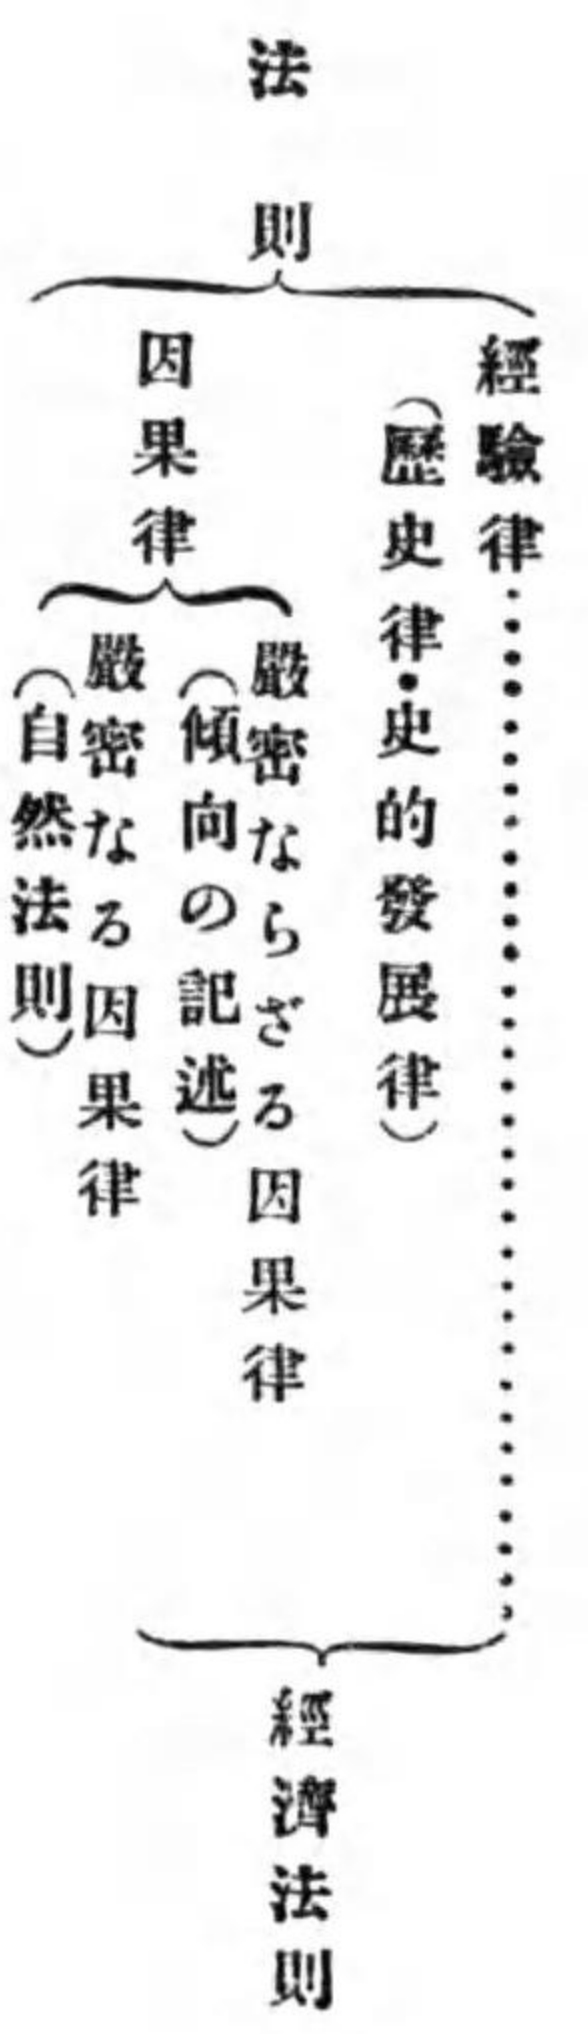 法則
經驗律
（歷史律・史的發展律）
因果律
嚴密ならざる因果律
（傾向の記述）
嚴密なる因果律
（自然法則）
經濟法則